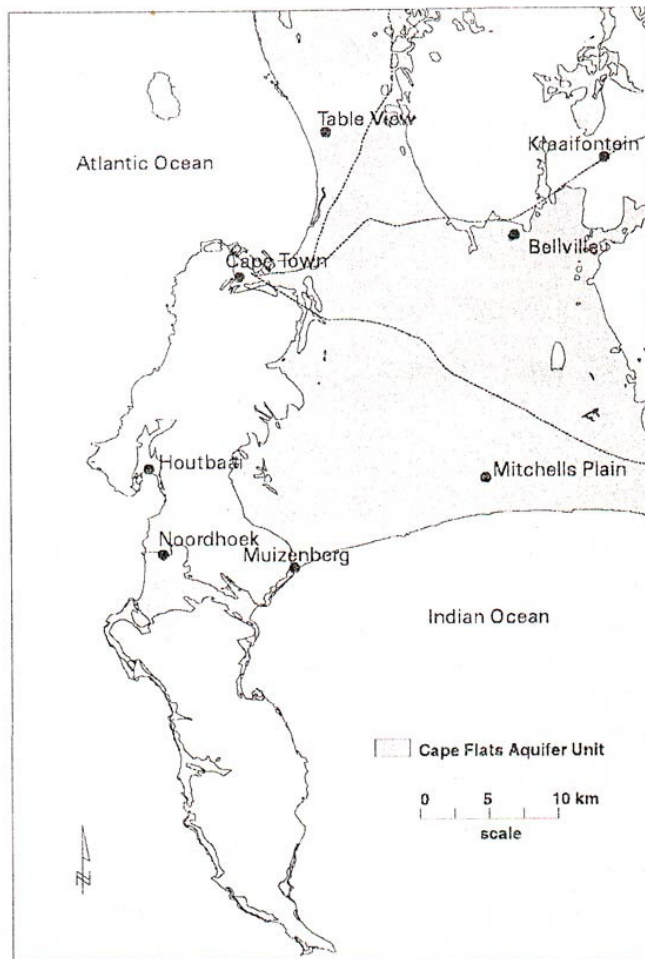 Table View
Kraaifontein
Atlantic Ocean
Bellville
Cape Town
Houtbaai
Mitchells Plain
Noordhoek
Muizenberg
Indian Ocean
Cape Flats Aquifer Unit
0 5 10 km
scale
N